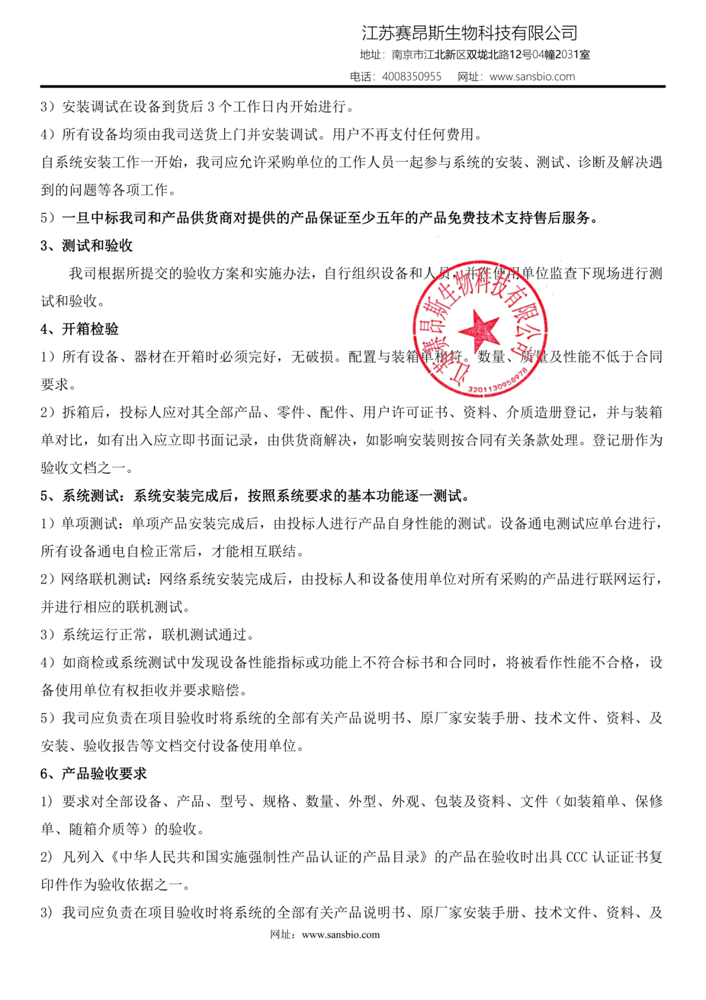 江苏赛昂斯生物科技有限公司
地址：南京市江北新区双垅北路12号04幢2031室
电话：4008350955 网址：www.sansbio.com
3）安装调试在设备到货后 3 个工作日内开始进行。
4）所有设备均须由我司送货上门并安装调试。用户不再支付任何费用。
自系统安装工作一开始，我司应允许采购单位的工作人员一起参与系统的安装、测试、诊断及解决遇
到的问题等各项工作。
5）一旦中标我司和产品供货商对提供的产品保证至少五年的产品免费技术支持售后服务。
3、测试和验收
我司根据所提交的验收方案和实施办法，自行组织设备和人员，并在使用单位监查下现场进行测
试和验收。
4、开箱检验
1）所有设备、器材在开箱时必须完好，无破损。配置与装箱单相符。数量、质量及性能不低于合同
要求。
2）拆箱后，投标人应对其全部产品、零件、配件、用户许可证书、资料、介质造册登记，并与装箱
单对比，如有出入应立即书面记录，由供货商解决，如影响安装则按合同有关条款处理。登记册作为
验收文档之一。
5、系统测试：系统安装完成后，按照系统要求的基本功能逐一测试。
1）单项测试：单项产品安装完成后，由投标人进行产品自身性能的测试。设备通电测试应单台进行，
所有设备通电自检正常后，才能相互联结。
2）网络联机测试：网络系统安装完成后，由投标人和设备使用单位对所有采购的产品进行联网运行，
并进行相应的联机测试。
3）系统运行正常，联机测试通过。
4）如商检或系统测试中发现设备性能指标或功能上不符合标书和合同时，将被看作性能不合格，设
备使用单位有权拒收并要求赔偿。
5）我司应负责在项目验收时将系统的全部有关产品说明书、原厂家安装手册、技术文件、资料、及
安装、验收报告等文档交付设备使用单位。
6、产品验收要求
1) 要求对全部设备、产品、型号、规格、数量、外型、外观、包装及资料、文件（如装箱单、保修
单、随箱介质等）的验收。
2) 凡列入《中华人民共和国实施强制性产品认证的产品目录》的产品在验收时出具 CCC 认证证书复
印件作为验收依据之一。
3) 我司应负责在项目验收时将系统的全部有关产品说明书、原厂家安装手册、技术文件、资料、及
网址：www.sansbio.com
江苏赛昂斯生物科技有限公司
3201130958978